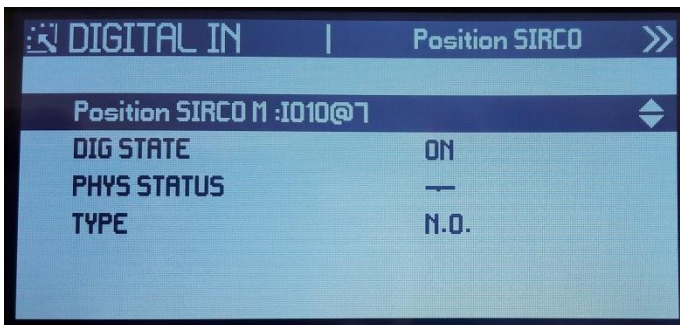 DIGITAL IN | Position SIRCO
Position SIRCO M :I010@7
DIG STATE ON
PHYS STATUS
TYPE N.O.